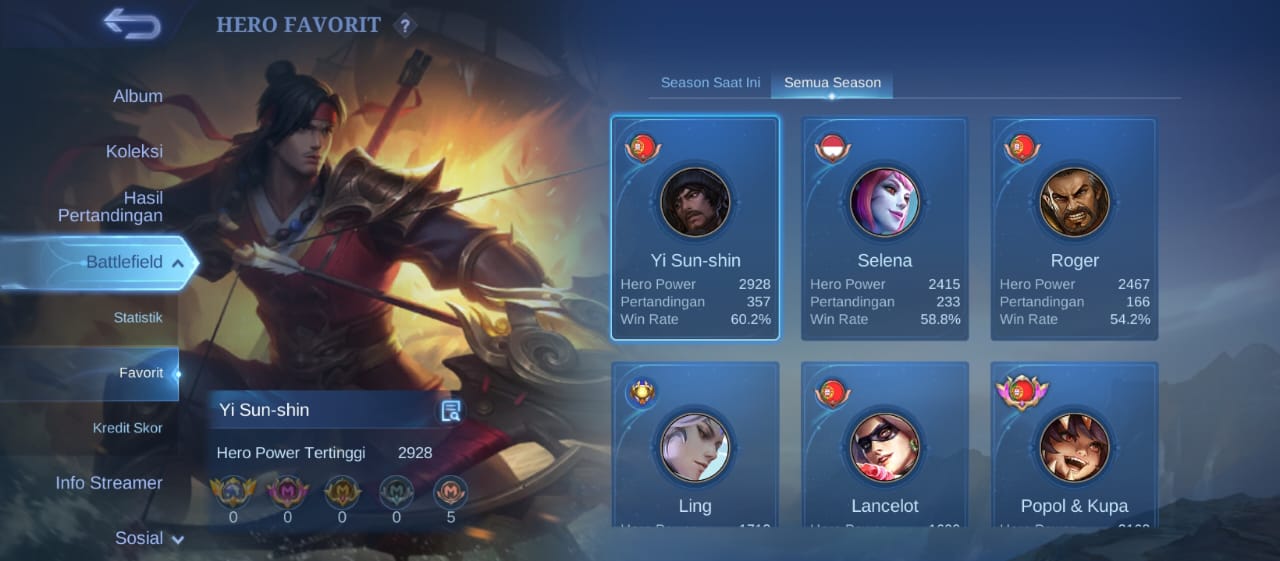 HERO FAVORIT ?
Album
Koleksi
Hasil
Pertandingan
Battlefield
Statistik
Favorit
Kredit Skor
Info Streamer
Sosial
Yi Sun-shin
Hero Power Tertinggi 2928
0 0 0 0 5
Season Saat Ini Semua Season
Yi Sun-shin
Hero Power 2928
Pertandingan 357
Win Rate 60.2%
Selena
Hero Power 2415
Pertandingan 233
Win Rate 58.8%
Roger
Hero Power 2467
Pertandingan 166
Win Rate 54.2%
Ling
Lancelot
Popol & Kupa